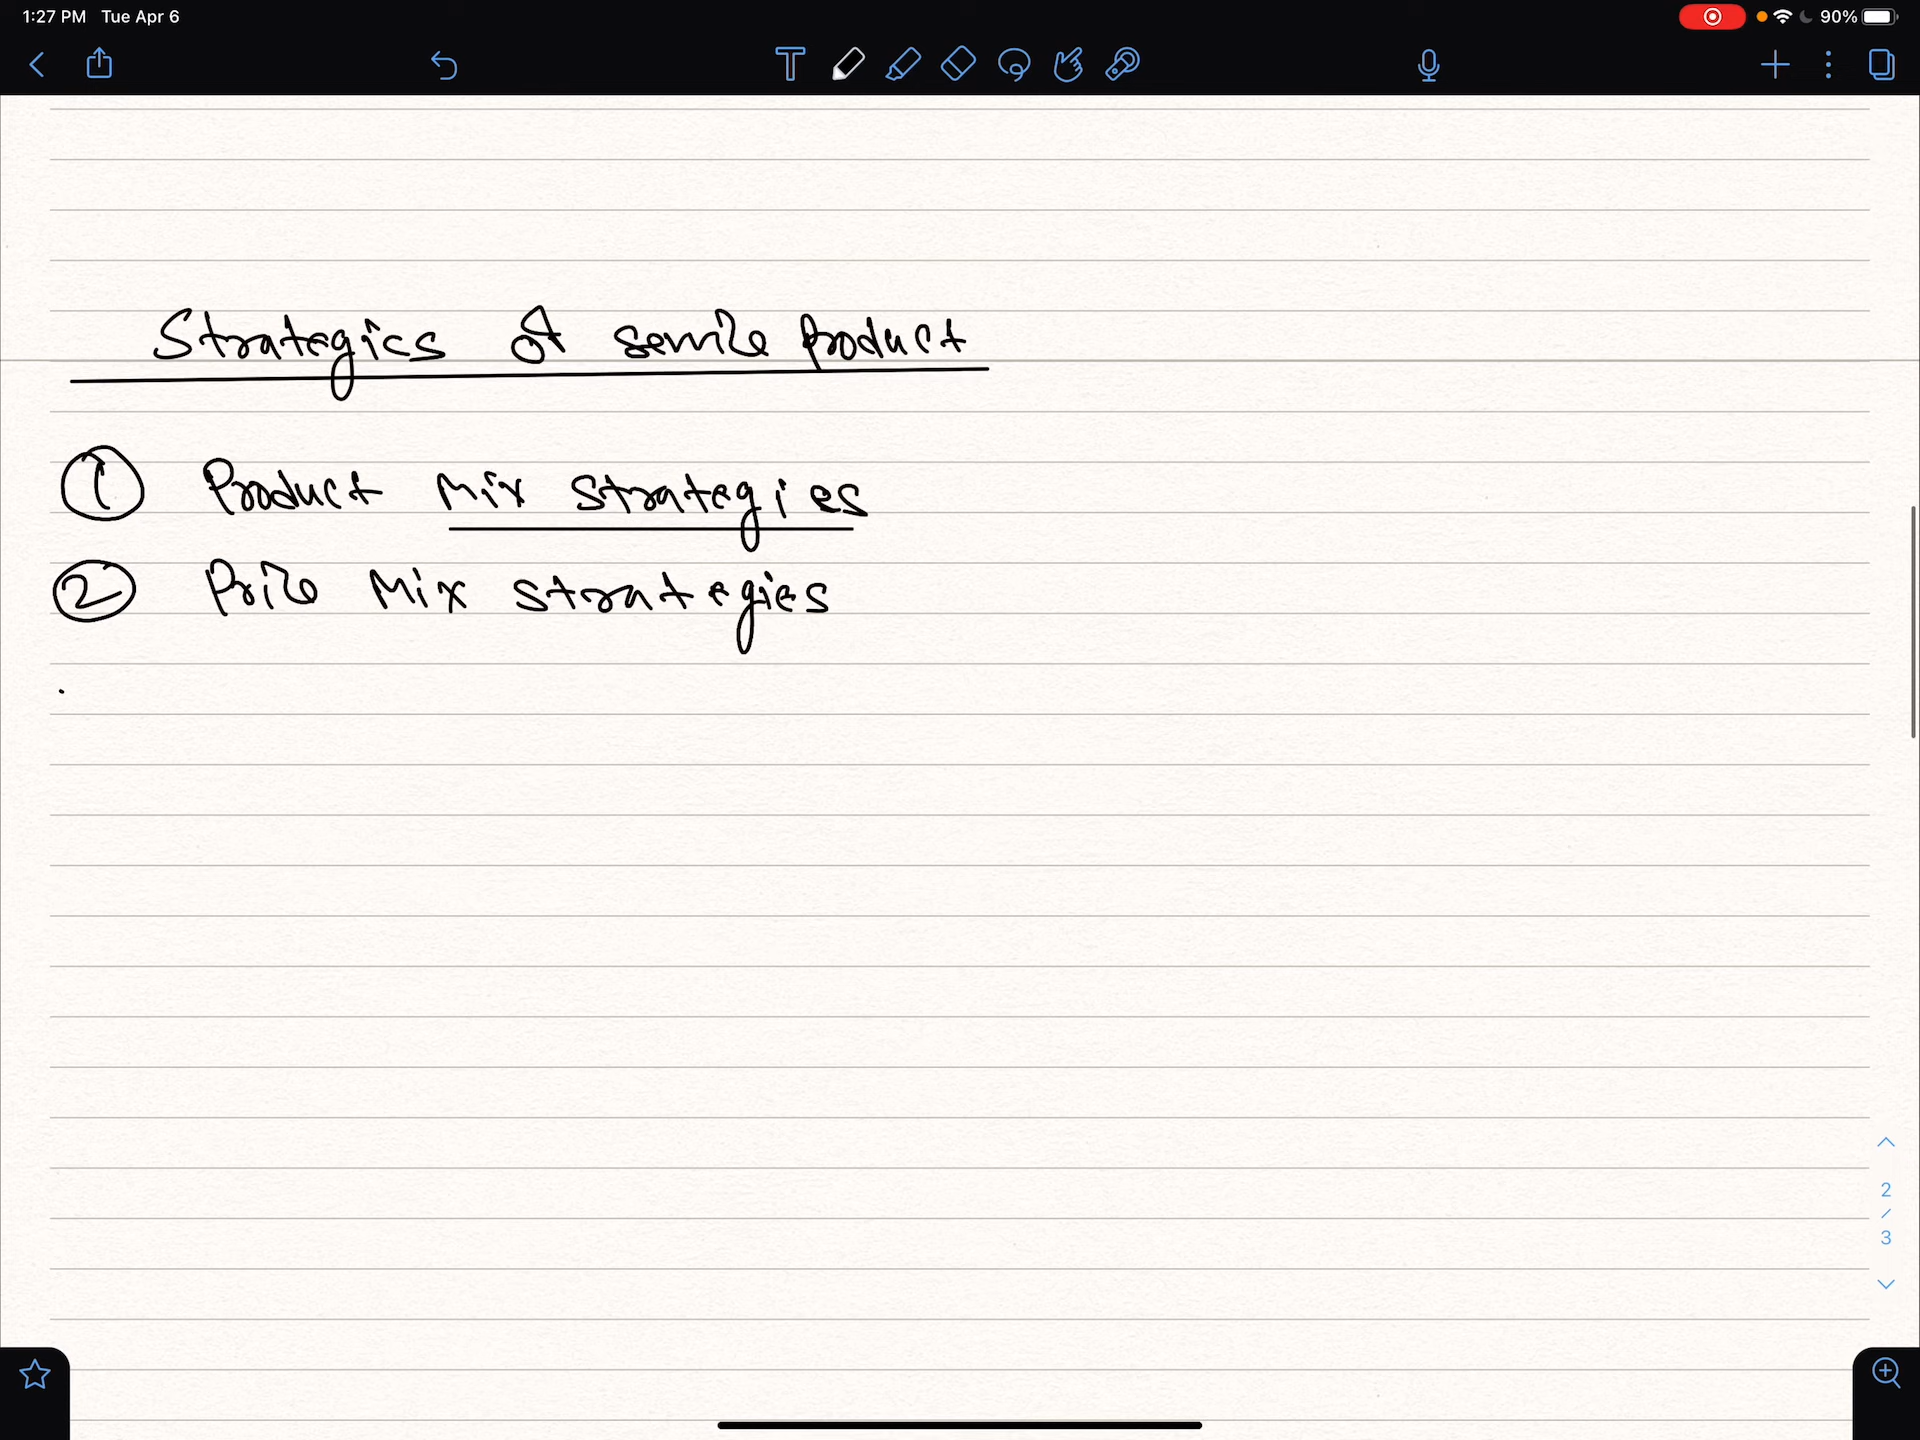 1:27 PM Tue Apr 6 90%
Strategies of service product
① Product Mix Strategies
② Price Mix Strategies
2
/
3